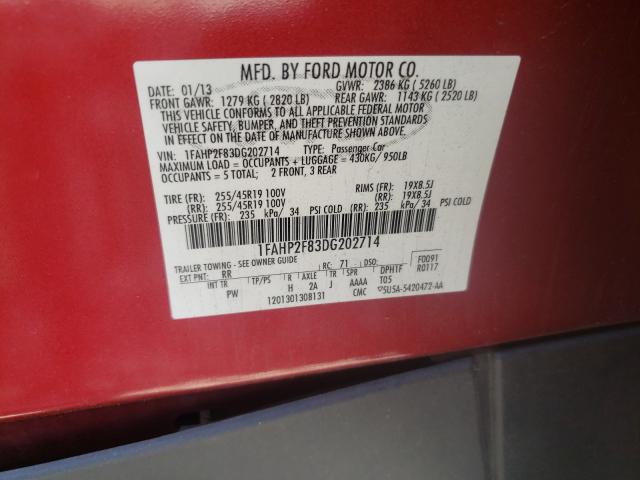 MFD. BY FORD MOTOR CO.
DATE: 01/13 GVWR: 2386 KG ( 5260 LB)
FRONT GAWR: 1279 KG ( 2820 LB) REAR GAWR: 1143 KG ( 2520 LB)
THIS VEHICLE CONFORMS TO ALL APPLICABLE FEDERAL MOTOR
VEHICLE SAFETY, BUMPER, AND THEFT PREVENTION STANDARDS
IN EFFECT ON THE DATE OF MANUFACTURE SHOWN ABOVE.
VEHICLE: 1FAHP2F83DG202714 TYPE: Passenger Car
MAXIMUM LOAD = OCCUPANTS + LUGGAGE = 430KG/ 950LB
OCCUPANTS = 5 TOTAL; 2 FRONT, 3 REAR
TIRE (FR): 255/45R19 100V RIMS (FR): 19X8.5J
(RR): 255/45R19 100V (RR): 19X8.5J
PRESSURE (FR): 235 kPa/ 34 PSI COLD (RR): 235 kPa/ 34 PSI COLD
1FAHP2F83DG202714
TRAILER TOWING - SEE OWNER GUIDE
EXT PNT: RR RC: 71 DSO: F0091
R0117
INT TR TP/PS R AXLE TR SPR DPHTF
PW H 2A J AAAA T05
1201301308131 CMC 5U5A-5420472-AA